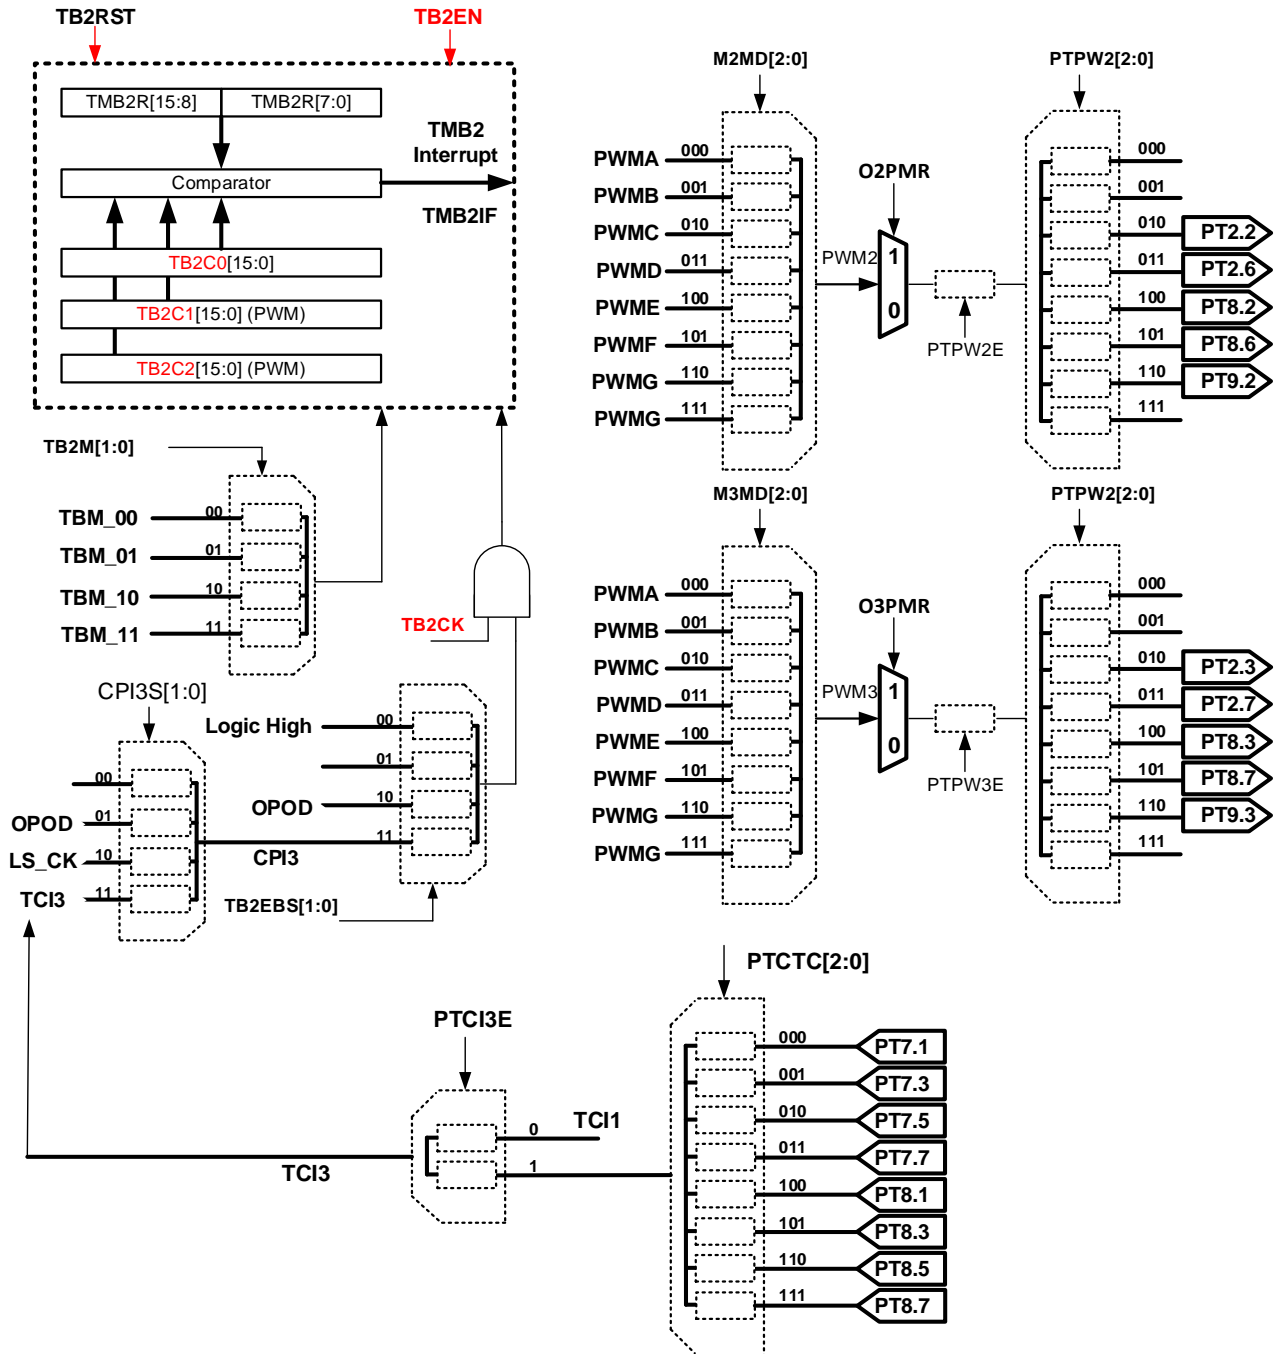 TB2RST
TB2EN
TMB2R[15:8]
TMB2R[7:0]
TMB2
Interrupt
Comparator
TMB2IF
TB2C0[15:0]
TB2C1[15:0] (PWM)
TB2C2[15:0] (PWM)
TB2M[1:0]
TBM_00
00
TBM_01
01
TBM_10
10
TBM_11
11
TB2CK
CPI3S[1:0]
00
OPOD
01
LS_CK
10
TCI3
11
CPI3
Logic High
00
01
OPOD
10
11
TB2EBS[1:0]
M2MD[2:0]
PWMA
000
PWMB
001
PWMC
010
PWMD
011
PWME
100
PWMF
101
PWMG
110
PWMG
111
PWM2
O2PMR
1
0
PTPW2E
PTPW2[2:0]
000
001
010
PT2.2
011
PT2.6
100
PT8.2
101
PT8.6
110
PT9.2
111
M3MD[2:0]
PWMA
000
PWMB
001
PWMC
010
PWMD
011
PWME
100
PWMF
101
PWMG
110
PWMG
111
PWM3
O3PMR
1
0
PTPW3E
PTPW2[2:0]
000
001
010
PT2.3
011
PT2.7
100
PT8.3
101
PT8.7
110
PT9.3
111
PTCTC[2:0]
PTCI3E
TCI3
0
TCI1
1
000
PT7.1
001
PT7.3
010
PT7.5
011
PT7.7
100
PT8.1
101
PT8.3
110
PT8.5
111
PT8.7